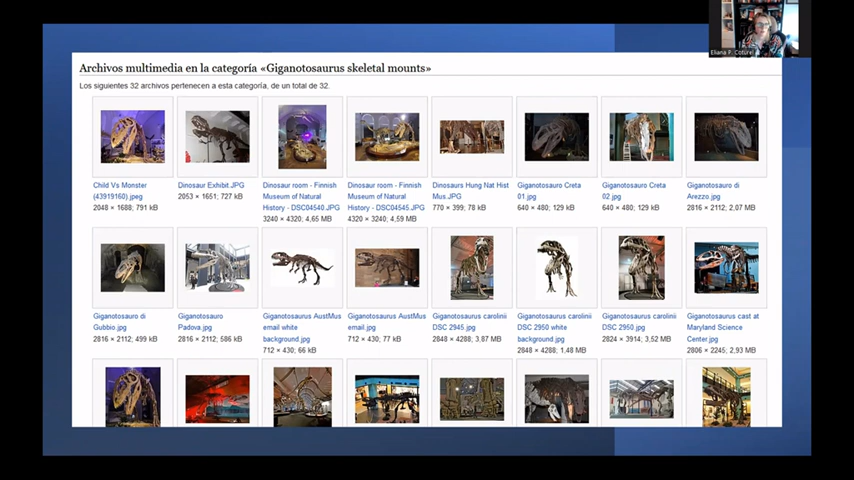 Eliana P. Coturel
Archivos multimedia en la categoría «Giganotosaurus skeletal mounts»
Los siguientes 32 archivos pertenecen a esta categoría, de un total de 32.
Child Vs Monster
(43919160).jpeg
2048 × 1688; 791 kB
Dinosaur Exhibit.JPG
2053 × 1651; 727 kB
Dinosaur room - Finnish
Museum of Natural
History - DSC04540.JPG
3240 × 4320; 4,65 MB
Dinosaur room - Finnish
Museum of Natural
History - DSC04545.JPG
4320 × 3240; 4,59 MB
Dinosaurs Hung Nat Hist
Mus.JPG
770 × 399; 78 kB
Giganotosauro Creta
01.jpg
640 × 480; 129 kB
Giganotosauro Creta
02.jpg
640 × 480; 129 kB
Giganotosauro di
Arezzo.jpg
2816 × 2112; 2,07 MB
Giganotosauro di
Gubbio.jpg
2816 × 2112; 499 kB
Giganotosauro
Padova.jpg
2816 × 2112; 586 kB
Giganotosaurus AustMus
email white
background.jpg
712 × 430; 66 kB
Giganotosaurus AustMus
email.jpg
712 × 430; 77 kB
Giganotosaurus carolinii
DSC 2945.jpg
2848 × 4288; 3,87 MB
Giganotosaurus carolinii
DSC 2950 white
background.jpg
2848 × 4288; 1,48 MB
Giganotosaurus carolinii
DSC 2950.jpg
2824 × 3914; 3,52 MB
Giganotosaurus cast at
Maryland Science
Center.jpg
2806 × 2245; 2,93 MB